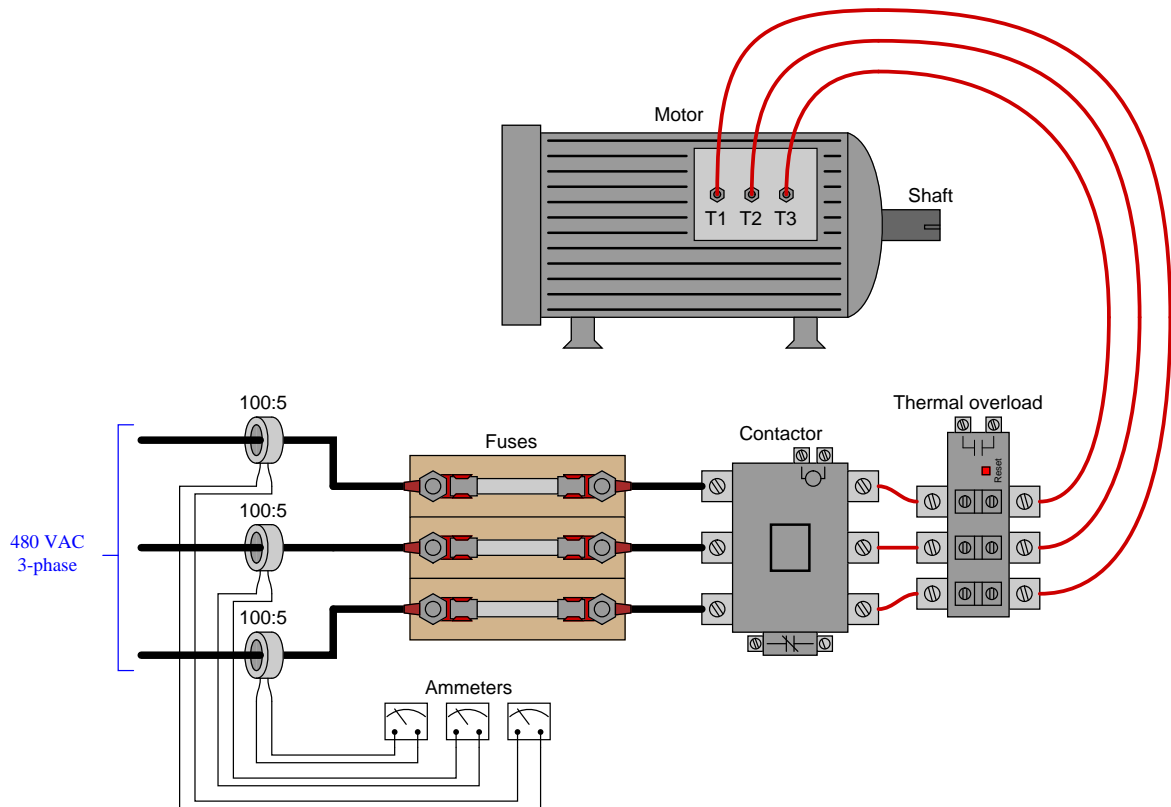 Motor
Shaft
T1 T2 T3
Thermal overload
Reset
Contactor
Fuses
100:5
100:5
100:5
480 VAC
3-phase
Ammeters